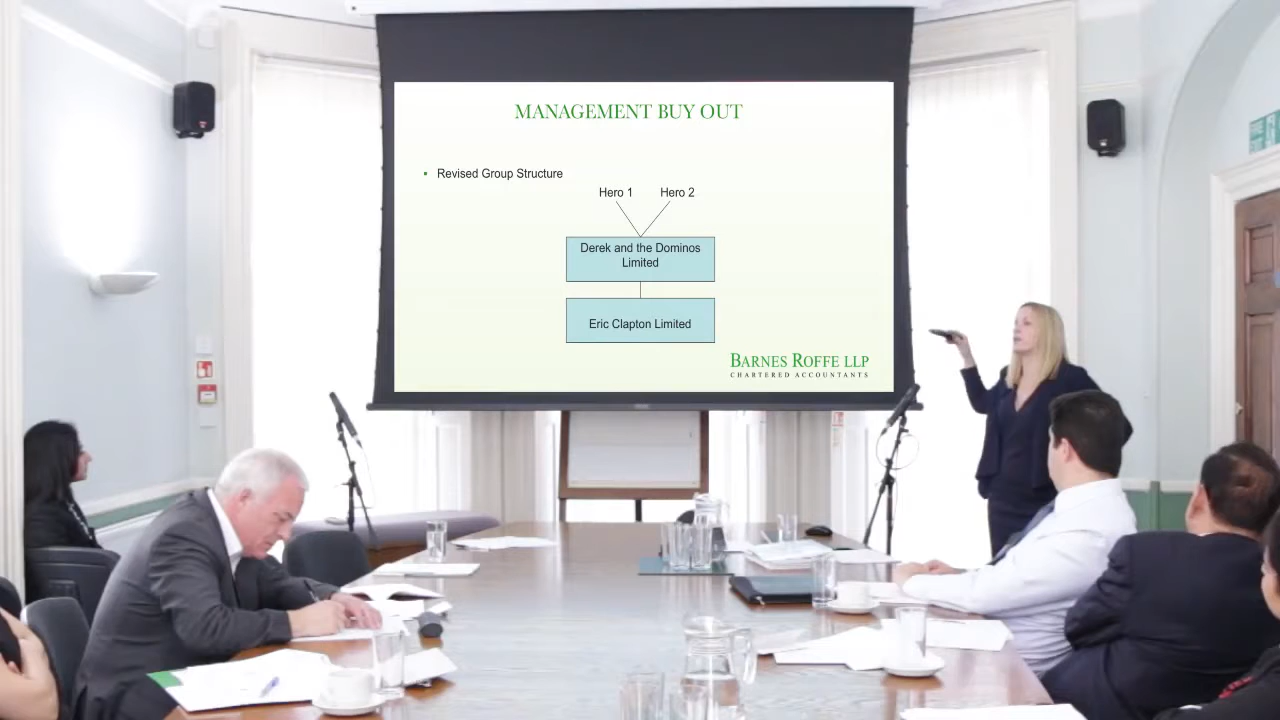 MANAGEMENT BUY OUT
Revised Group Structure
Hero 1 Hero 2
Derek and the Dominos
Limited
Eric Clapton Limited
BARNES ROFFE LLP
CHARTERED ACCOUNTANTS